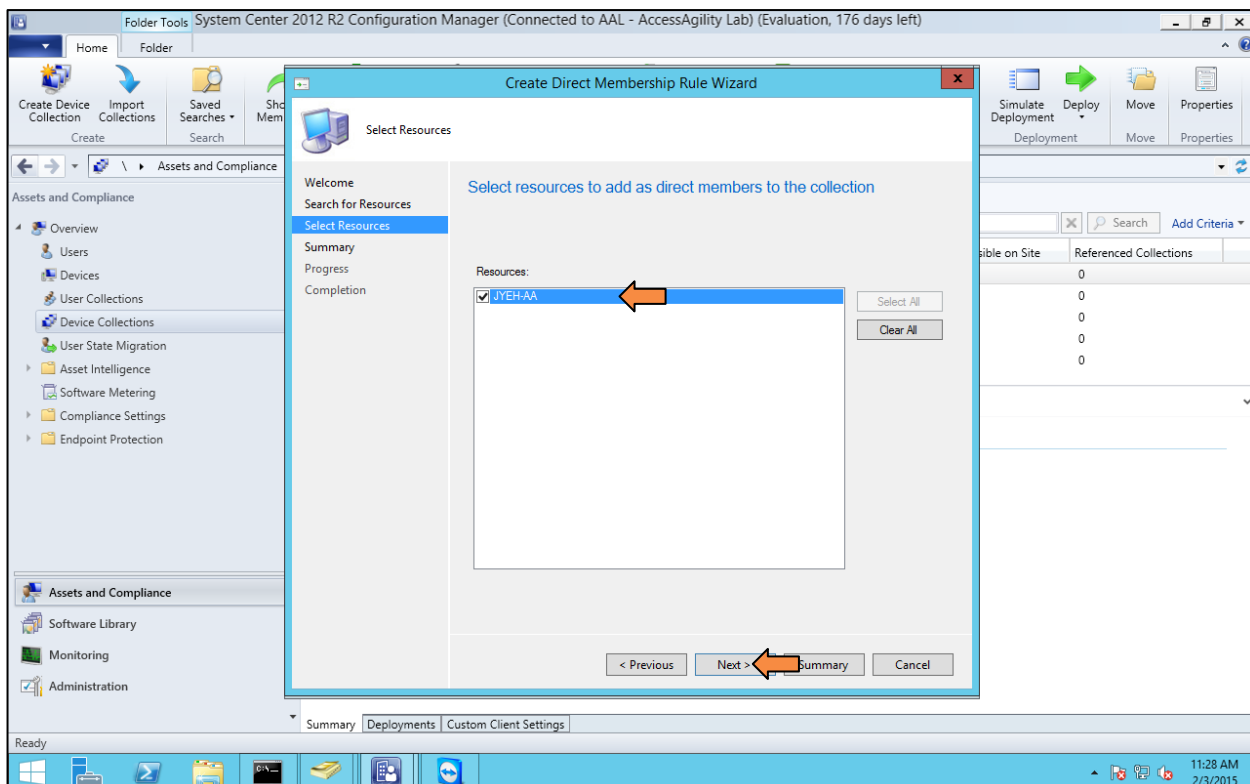 Folder Tools System Center 2012 R2 Configuration Manager (Connected to AAL - AccessAgility Lab) (Evaluation, 176 days left)
Home Folder
Create Device Collection
Import Collections
Saved Searches
Create
Search
Simulate Deployment
Deploy
Move
Properties
Deployment
Move
Properties
\ Assets and Compliance
Create Direct Membership Rule Wizard
Select Resources
Assets and Compliance
Overview
Users
Devices
User Collections
Device Collections
User State Migration
Asset Intelligence
Software Metering
Compliance Settings
Endpoint Protection
Welcome
Search for Resources
Select Resources
Summary
Progress
Completion
Select resources to add as direct members to the collection
Resources:
JYEH-AA
Select All
Clear All
Search Add Criteria
on Site Referenced Collections
0
0
0
0
0
< Previous Next > Summary Cancel
Assets and Compliance
Software Library
Monitoring
Administration
Summary Deployments Custom Client Settings
Ready
C:\_
11:28 AM
2/3/2015